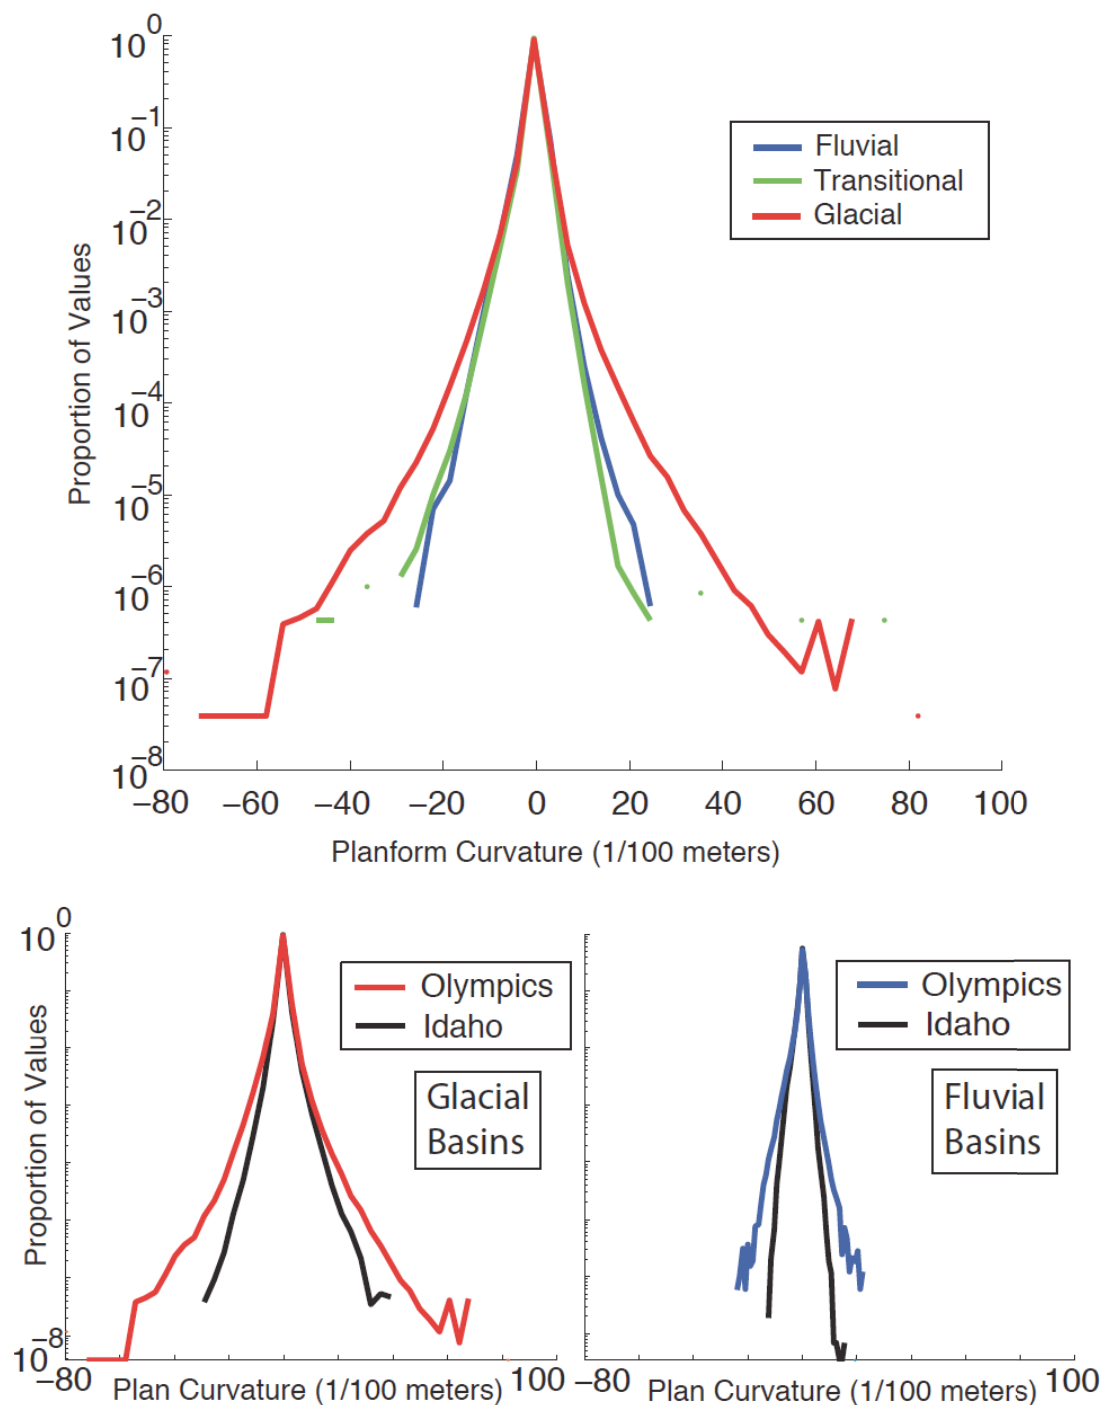 10^0
10^−1
10^−2
10^−3
10^−4
10^−5
10^−6
10^−7
10^−8
Proportion of Values
Fluvial
Transitional
Glacial
−80 −60 −40 −20 0 20 40 60 80 100
Planform Curvature (1/100 meters)
10^0
10^−8
Proportion of Values
Olympics
Idaho
Glacial
Basins
−80 Plan Curvature (1/100 meters) 100
Olympics
Idaho
Fluvial
Basins
−80 Plan Curvature (1/100 meters) 100